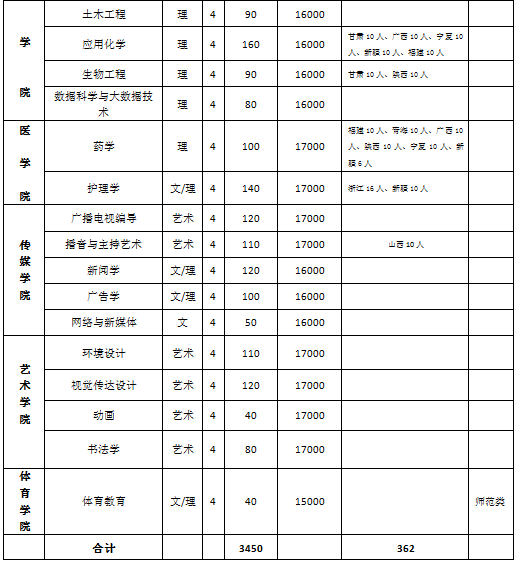 学院
土木工程 理 4 90 16000
应用化学 理 4 160 16000 甘肃 10 人、广西 10 人、宁夏 10
人、新疆 10 人、福建 10 人
生物工程 理 4 90 16000 甘肃 10 人、陕西 10 人
数据科学与大数据技
术 理 4 80 16000
医学院
药学 理 4 100 17000 福建 10 人、青海 10 人、广西 10
人、陕西 10 人、宁夏 10 人、新
疆 6 人
护理学 文/理 4 140 17000 浙江 16 人、新疆 10 人
传媒学院
广播电视编导 艺术 4 120 17000
播音与主持艺术 艺术 4 110 17000 山西 10 人
新闻学 文/理 4 120 16000
广告学 文/理 4 100 16000
网络与新媒体 文 4 50 16000
艺术学院
环境设计 艺术 4 110 17000
视觉传达设计 艺术 4 120 17000
动画 艺术 4 40 17000
书法学 艺术 4 80 17000
体育学院
体育教育 文/理 4 40 15000 师范类
合计 3450 362